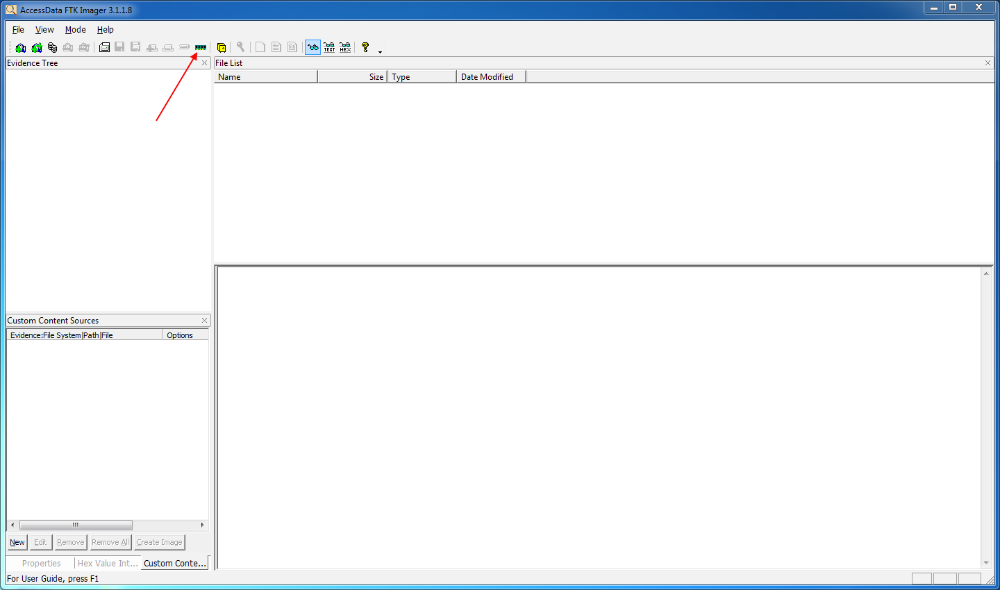 AccessData FTK Imager 3.1.1.8
File View Mode Help
TEXT HEX
DIR
Evidence Tree
File List
Name Size Type Date Modified
Custom Content Sources
Evidence:File System|Path|File Options
New Edit Remove Remove All Create Image
Properties Hex Value Int... Custom Conte...
For User Guide, press F1